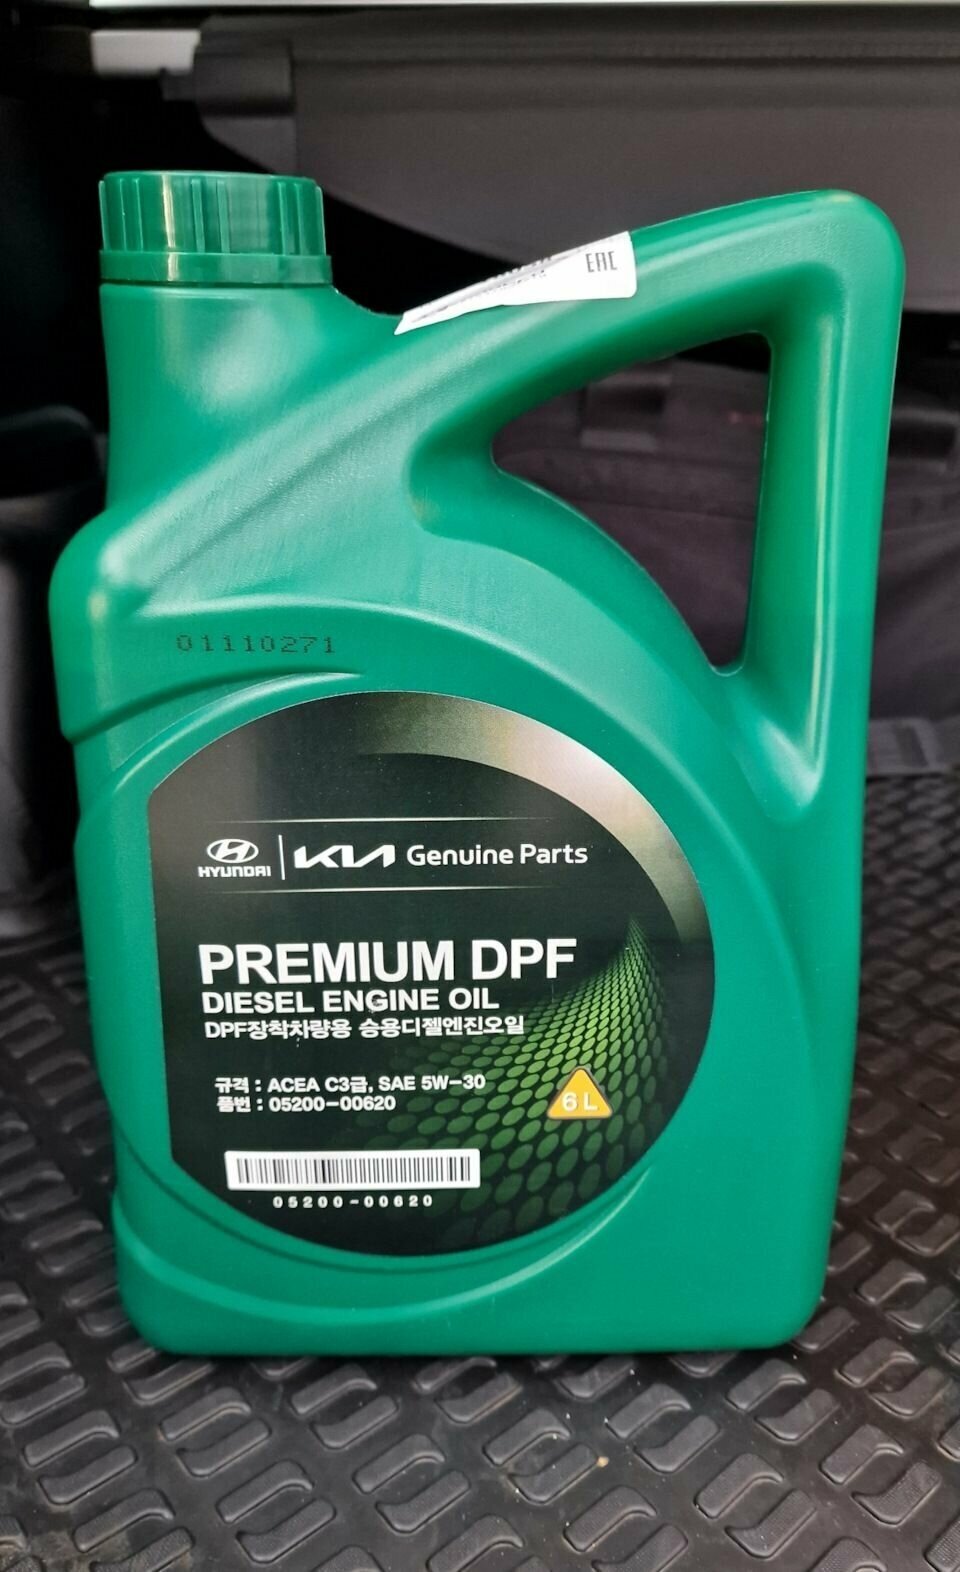 EAC
01110271
HYUNDAI KIA Genuine Parts
PREMIUM DPF
DIESEL ENGINE OIL
DPF장착차량용 승용디젤엔진오일
규격 : ACEA C3급, SAE 5W-30
품번 : 05200-00620
6 L
05200-00620